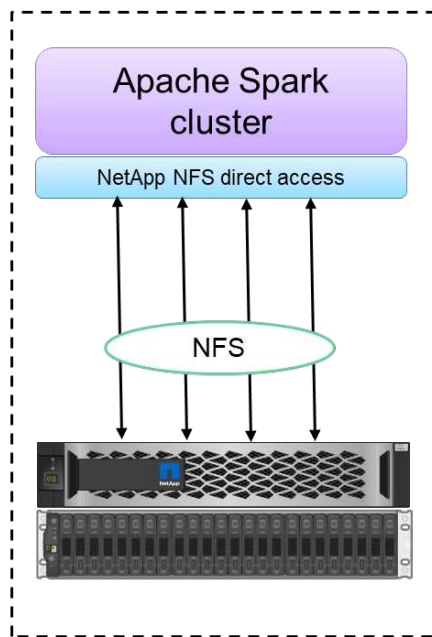 Apache Spark
cluster
NetApp NFS direct access
NFS
NetApp